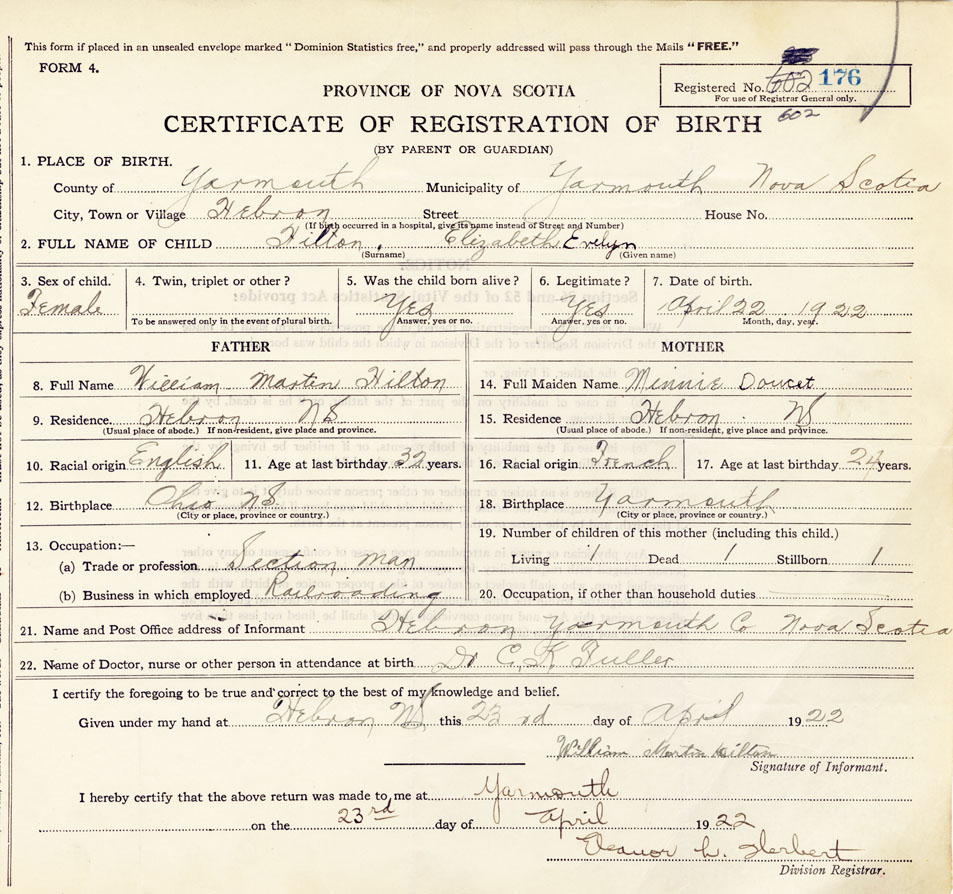 This form if placed in an unsealed envelope marked "Dominion Statistics free," and properly addressed will pass through the Mails "FREE."
FORM 4.
Registered No. 602 176
For use of Registrar General only.
602
PROVINCE OF NOVA SCOTIA
CERTIFICATE OF REGISTRATION OF BIRTH
(BY PARENT OR GUARDIAN)
1. PLACE OF BIRTH.
County of Yarmouth Municipality of Yarmouth Nova Scotia
City, Town or Village Hebron Street House No.
(If birth occurred in a hospital, give its name instead of Street and Number)
2. FULL NAME OF CHILD Hilton, Elizabeth Evelyn
(Surname) (Given name)
3. Sex of child. 4. Twin, triplet or other? 5. Was the child born alive? 6. Legitimate? 7. Date of birth.
Female Yes Yes April 22 1922
To be answered only in the event of plural birth. Answer, yes or no. Answer, yes or no. Month, day, year.
FATHER MOTHER
8. Full Name William Martin Hilton 14. Full Maiden Name Minnie Doucet
9. Residence. Hebron NS 15. Residence Hebron NS
(Usual place of abode.) If non-resident, give place and province. (Usual place of abode.) If non-resident, give place and province.
10. Racial origin English 11. Age at last birthday 32 years. 16. Racial origin French 17. Age at last birthday 24 years.
12. Birthplace Ohio NS 18. Birthplace Yarmouth
(City or place, province or country.) (City or place, province or country.)
19. Number of children of this mother (including this child.)
13. Occupation:—
(a) Trade or profession Section man Living 1 Dead 1 Stillborn 1
(b) Business in which employed Railroading 20. Occupation, if other than household duties
21. Name and Post Office address of Informant Hebron Yarmouth Co Nova Scotia
22. Name of Doctor, nurse or other person in attendance at birth Dr C. K. Fuller
I certify the foregoing to be true and correct to the best of my knowledge and belief.
Given under my hand at Hebron NS this 23 rd day of April 1922
William Martin Hilton
Signature of Informant.
I hereby certify that the above return was made to me at Yarmouth
on the 23rd day of April 1922
Eleanor L. Herbert
Division Registrar.